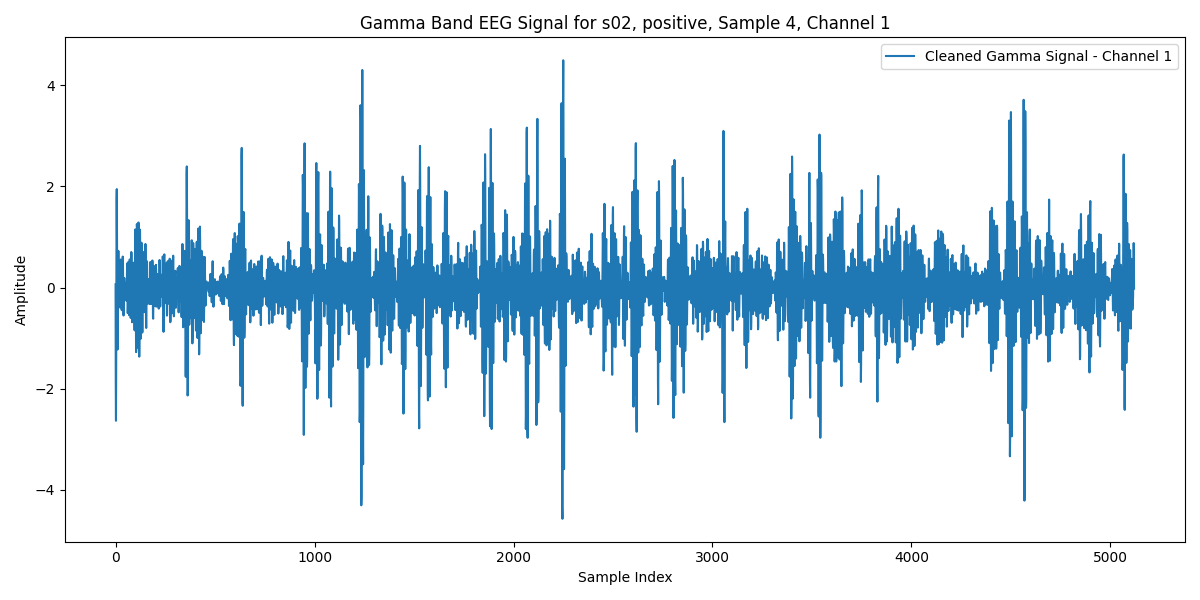 Gamma Band EEG Signal for s02, positive, Sample 4, Channel 1
Cleaned Gamma Signal - Channel 1
Amplitude
4
2
0
−2
−4
0 1000 2000 3000 4000 5000
Sample Index